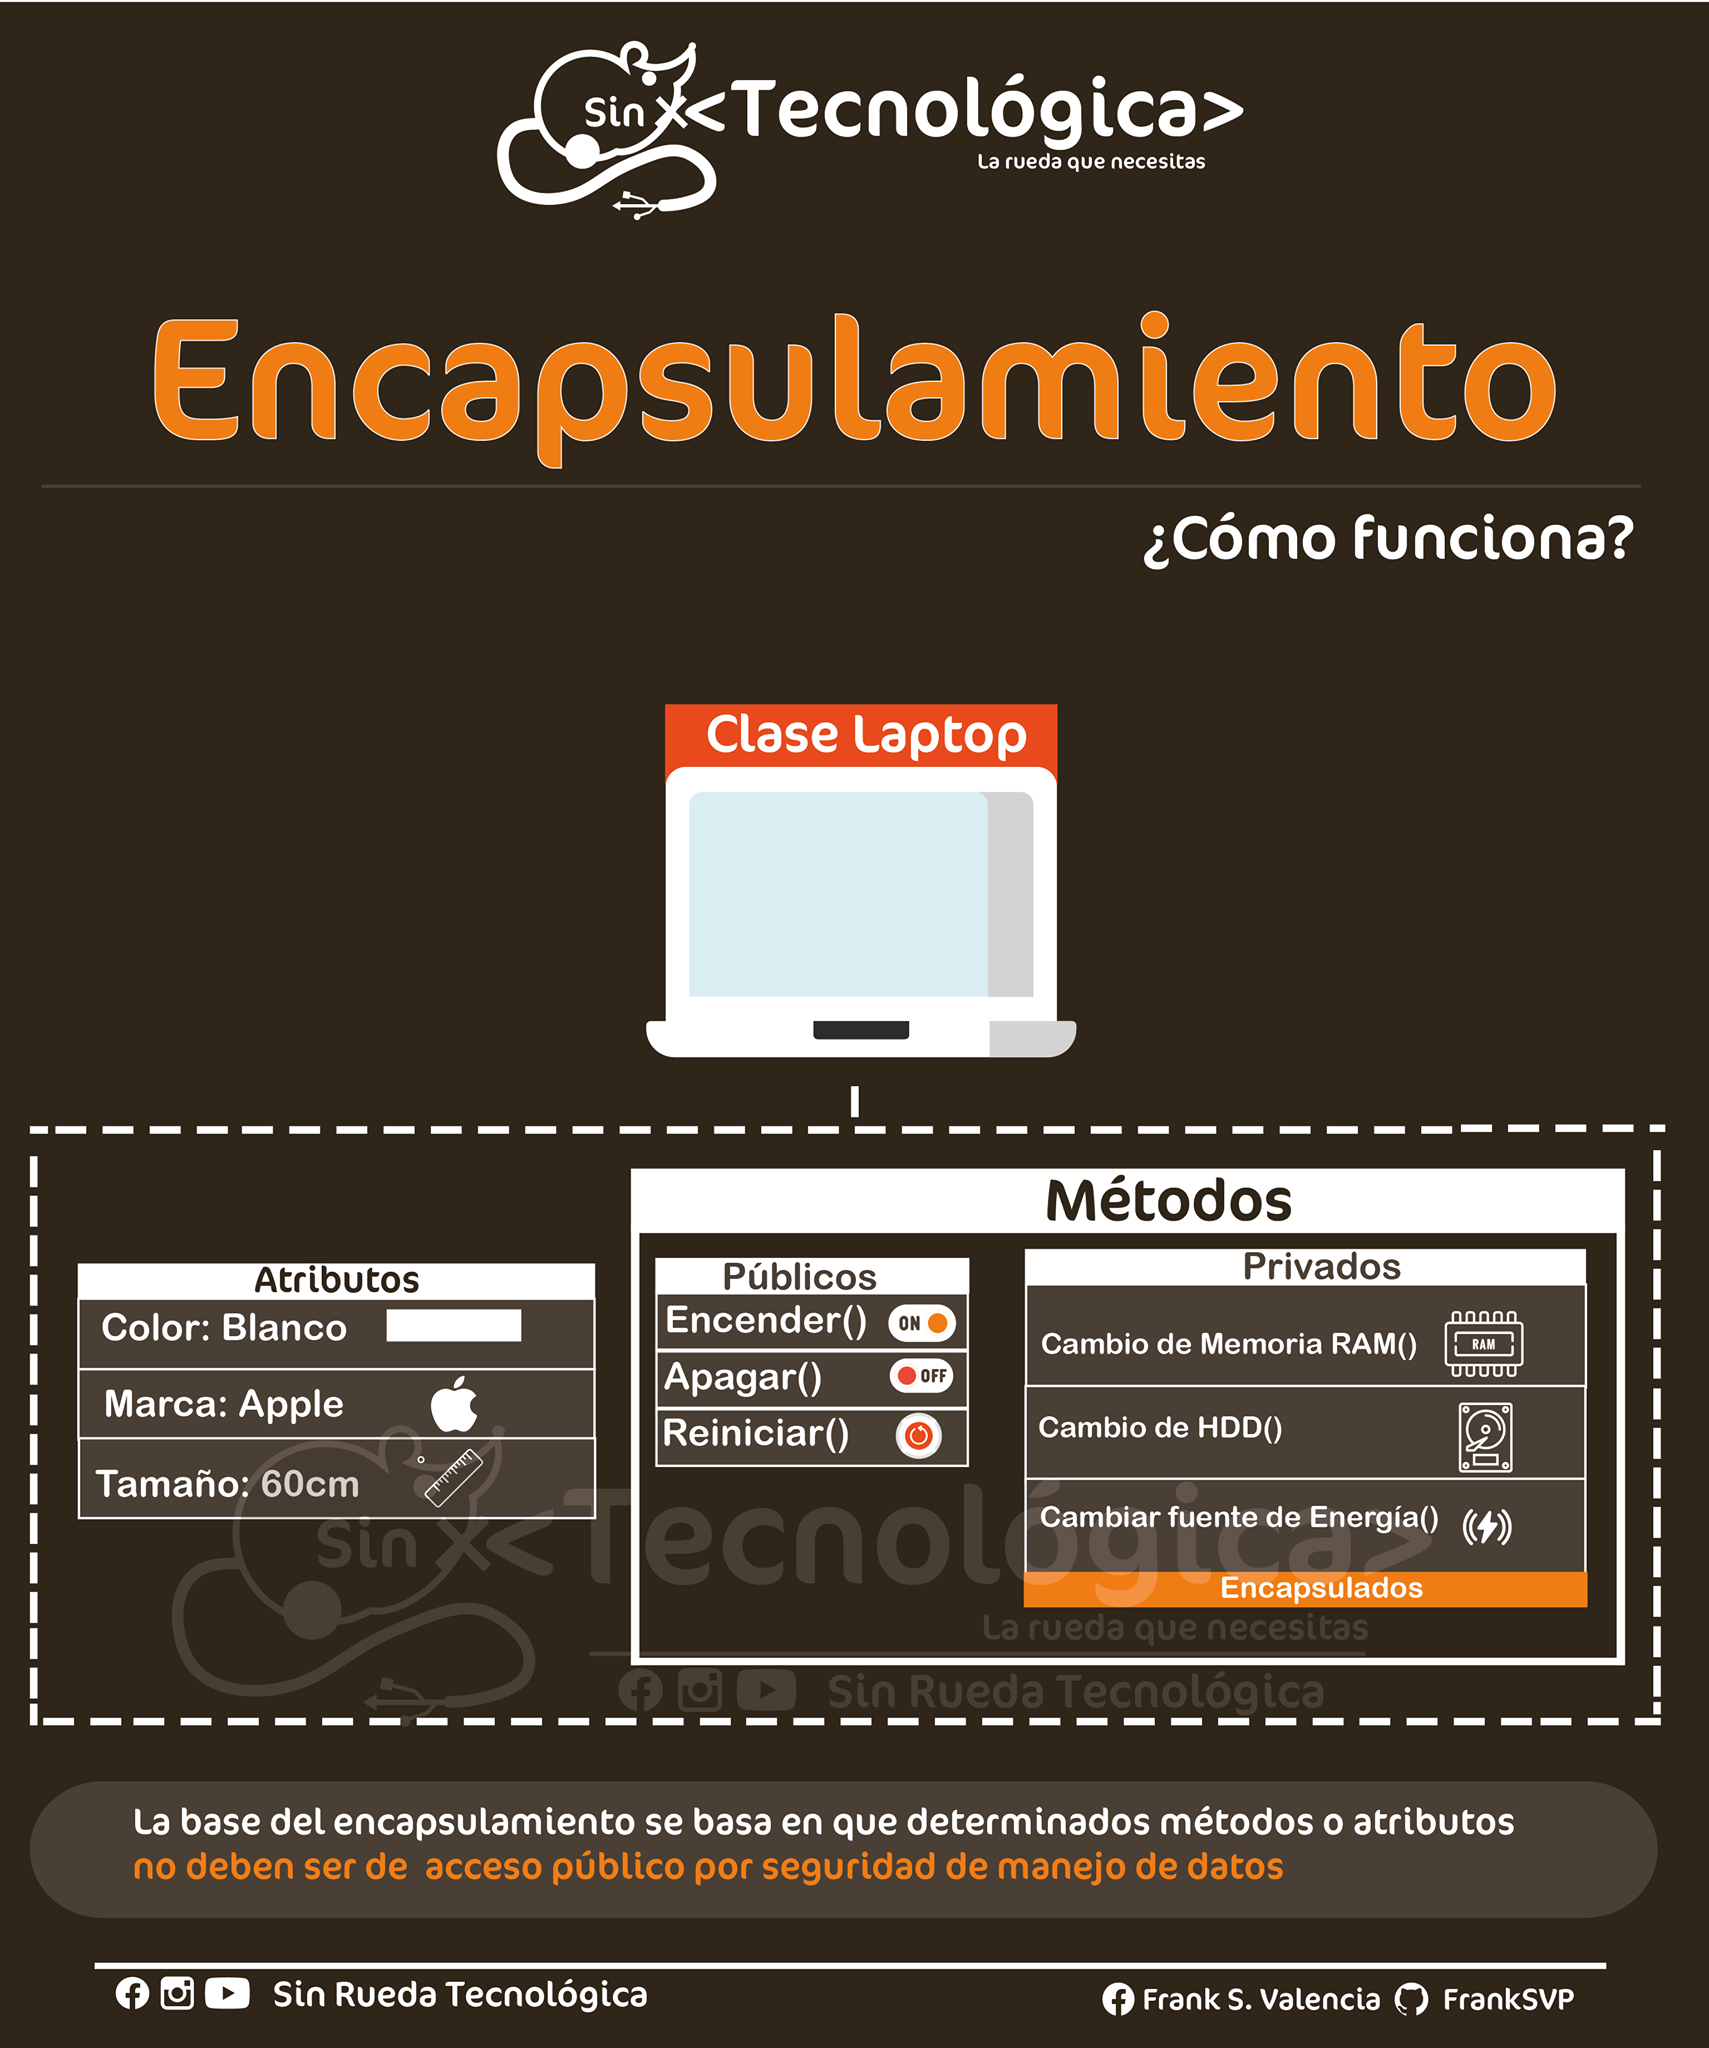 Sin <Tecnológica>
La rueda que necesitas
Encapsulamiento
¿Cómo funciona?
Clase Laptop
Métodos
Atributos
Color: Blanco
Marca: Apple
Tamaño: 60cm
Públicos
Encender() ON
Apagar() OFF
Reiniciar()
Privados
Cambio de Memoria RAM() RAM
Cambio de HDD()
Cambiar fuente de Energía()
Encapsulados
Sin <Tecnológica>
La rueda que necesitas
Sin Rueda Tecnológica
La base del encapsulamiento se basa en que determinados métodos o atributos
no deben ser de acceso público por seguridad de manejo de datos
Sin Rueda Tecnológica
Frank S. Valencia FrankSVP